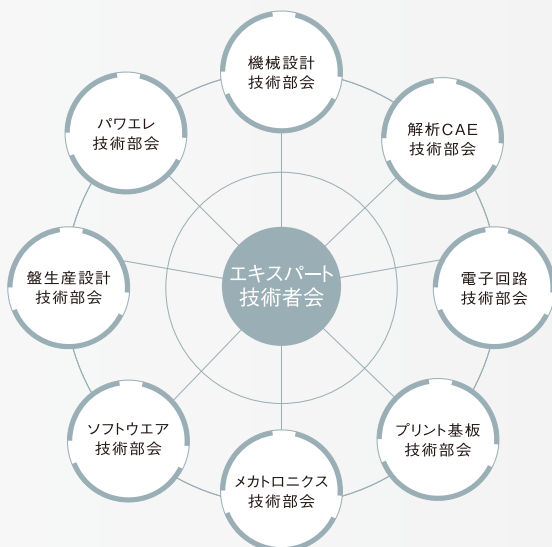 機械設計
技術部会
解析CAE
技術部会
電子回路
技術部会
プリント基板
技術部会
メカトロニクス
技術部会
ソフトウエア
技術部会
盤生産設計
技術部会
パワエレ
技術部会
エキスパート
技術者会